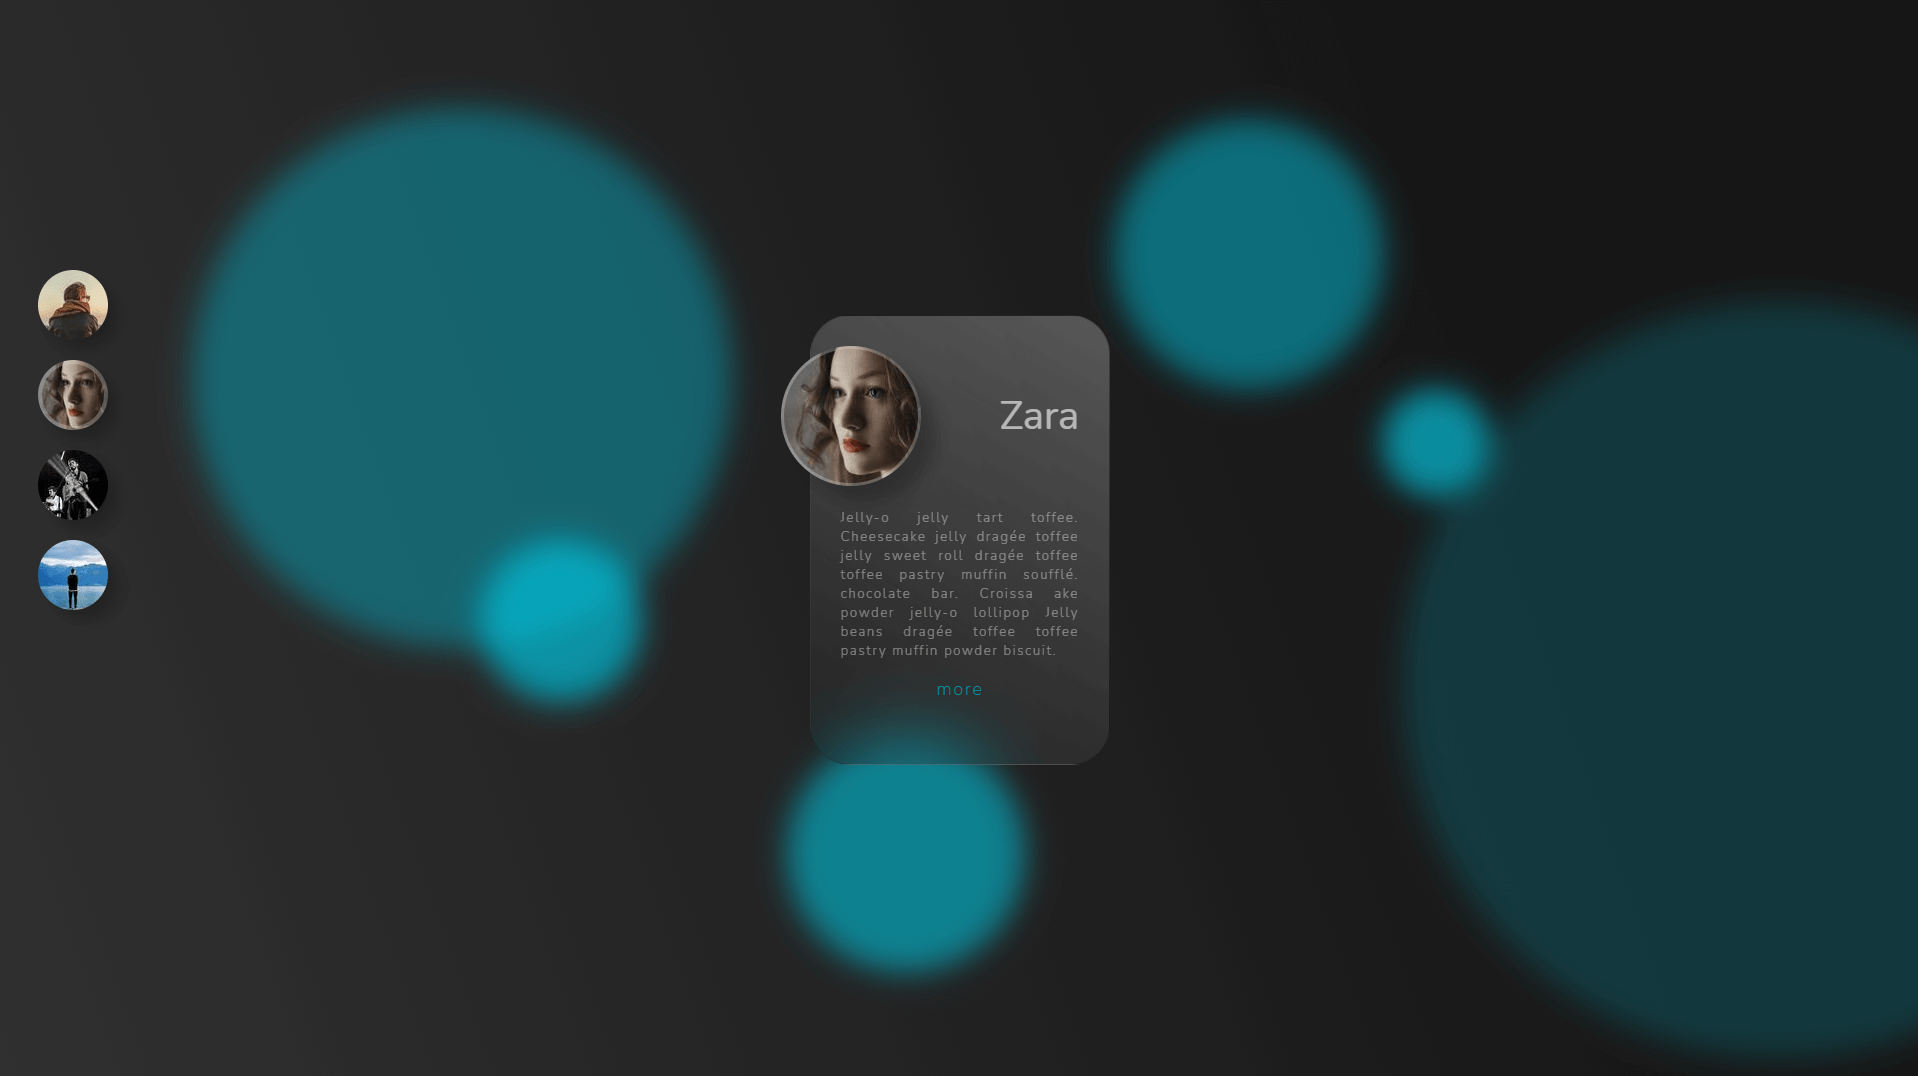 Zara
Jelly-o jelly tart toffee.
Cheesecake jelly dragée toffee
jelly sweet roll dragée toffee
toffee pastry muffin soufflé.
chocolate bar. Croissa ake
powder jelly-o lollipop Jelly
beans dragée toffee toffee
pastry muffin powder biscuit.
more